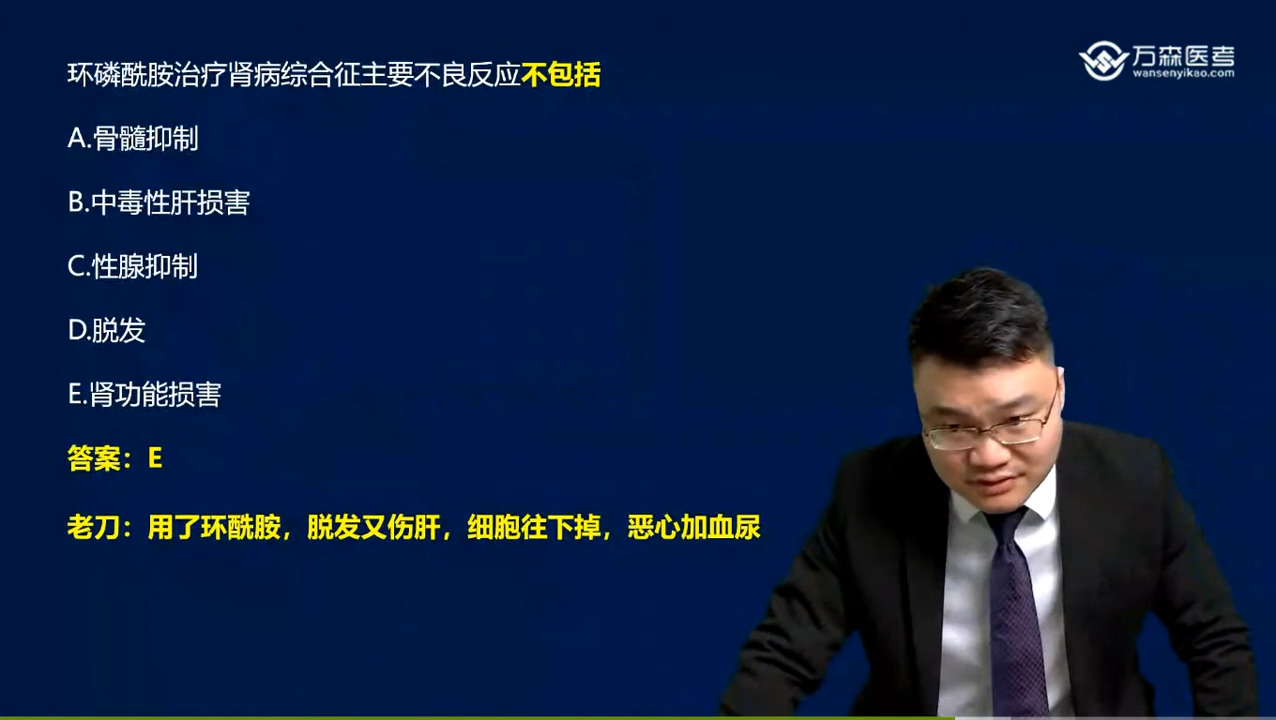 环磷酰胺治疗肾病综合征主要不良反应不包括
万森医考
wansenyikao.com
A.骨髓抑制
B.中毒性肝损害
C.性腺抑制
D.脱发
E.肾功能损害
答案：E
老刀：用了环酰胺，脱发又伤肝，细胞往下掉，恶心加血尿